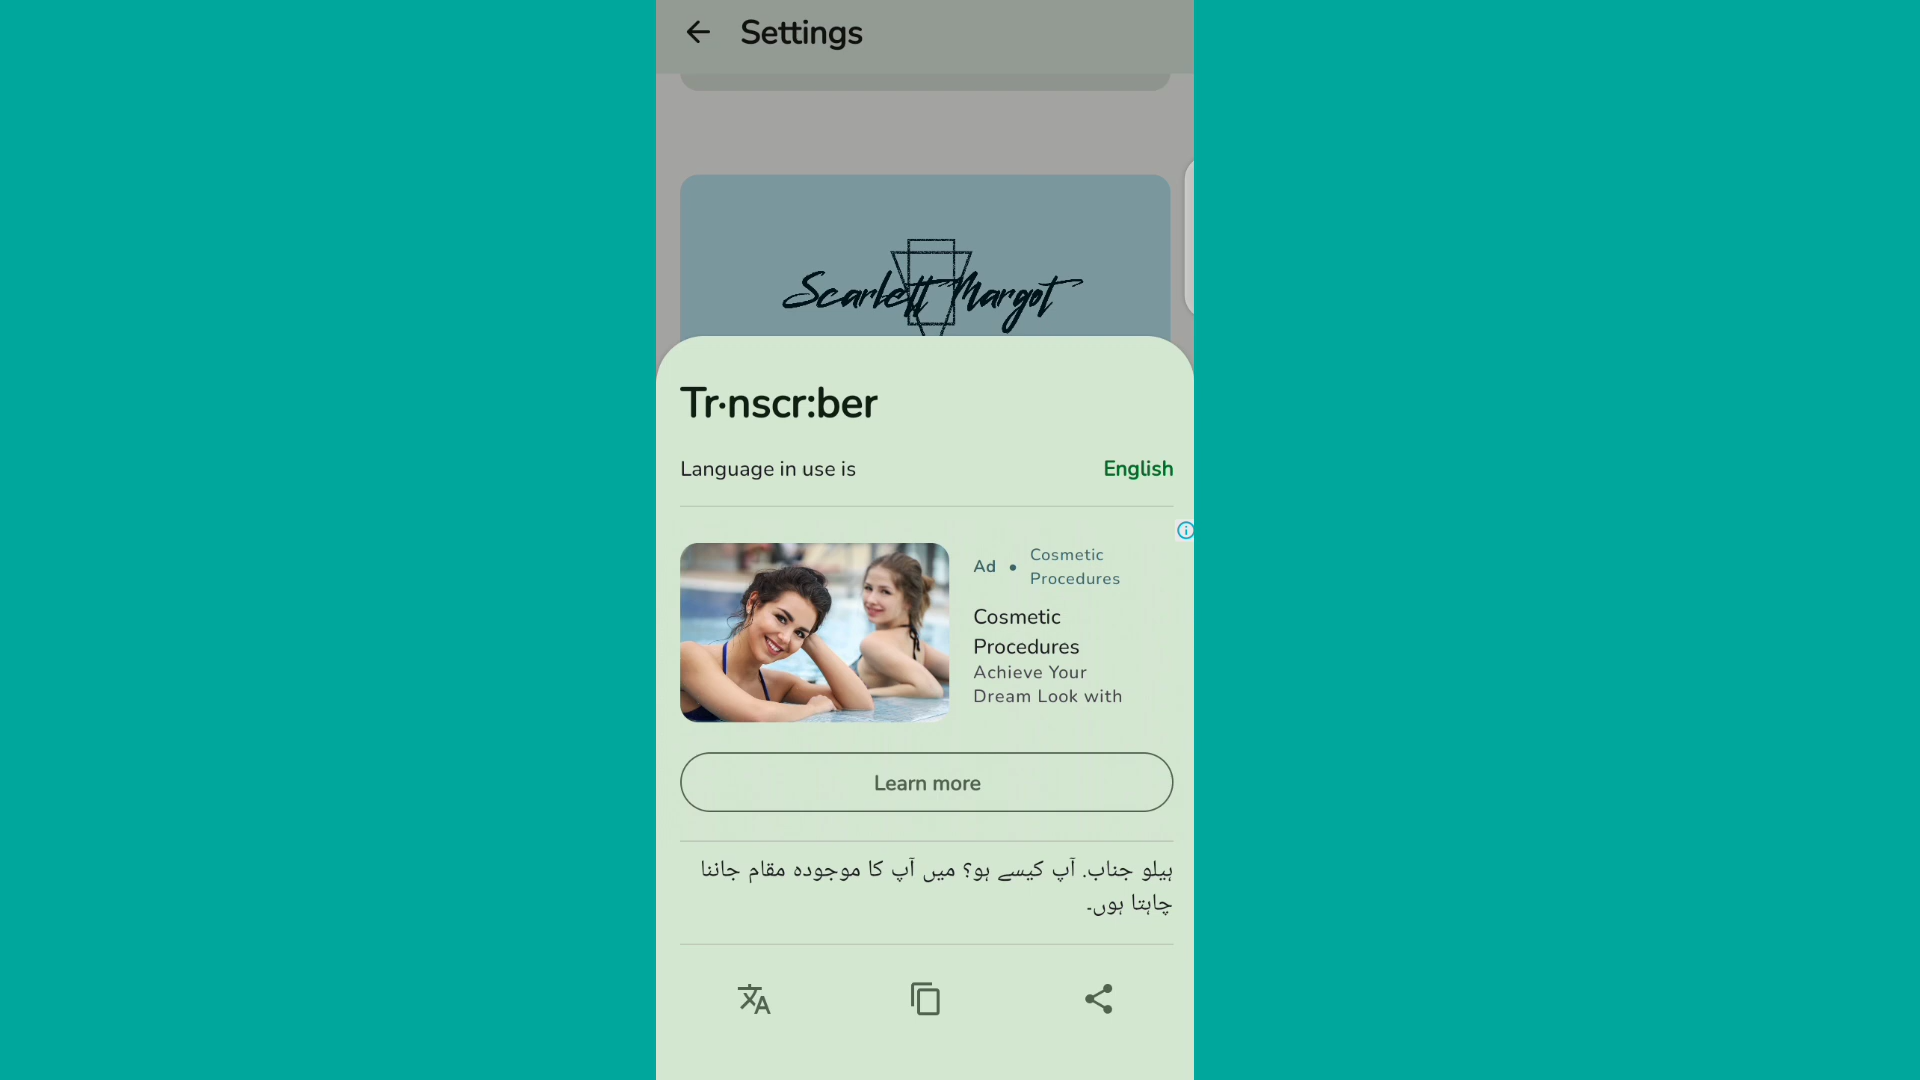 Settings
Scarlett Margot
Tr·nscr:ber
Language in use is English
Ad • Cosmetic
Procedures
Cosmetic
Procedures
Achieve Your
Dream Look with
Learn more
ہیلو جناب. آپ کیسے ہو؟ میں آپ کا موجودہ مقام جاننا
چاہتا ہوں۔